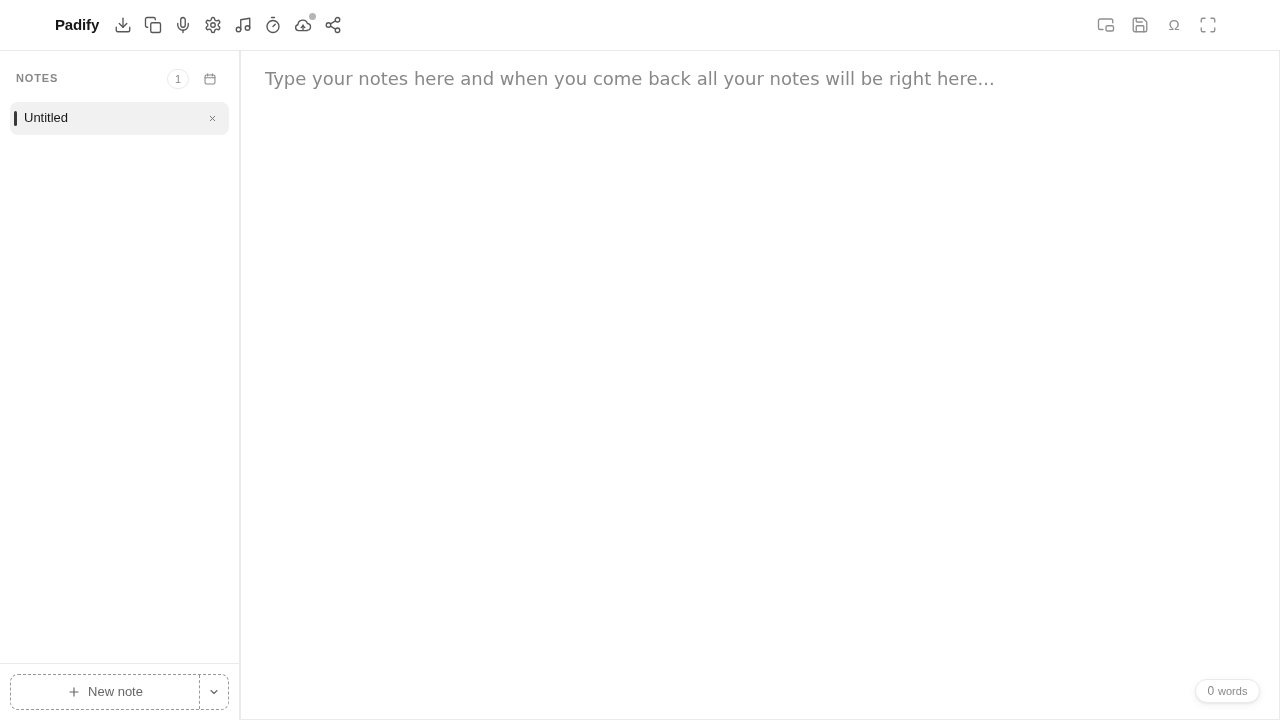 Padify
Ω
NOTES
1
Untitled
Type your notes here and when you come back all your notes will be right here...
New note
0 words